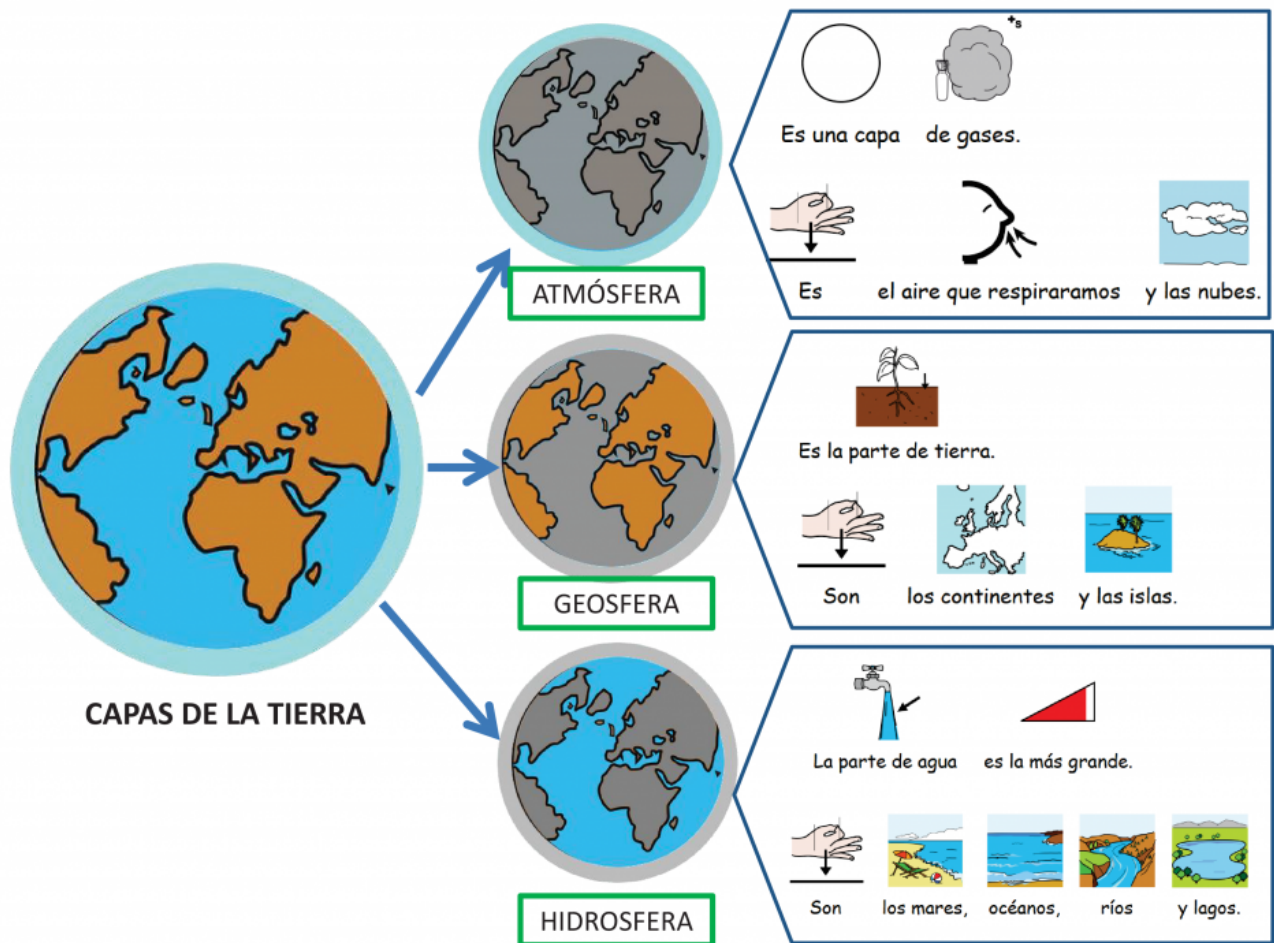 CAPAS DE LA TIERRA
ATMÓSFERA
+s
Es una capa de gases.
Es el aire que respiraramos y las nubes.
GEOSFERA
Es la parte de tierra.
Son los continentes y las islas.
HIDROSFERA
La parte de agua es la más grande.
Son los mares, océanos, ríos y lagos.